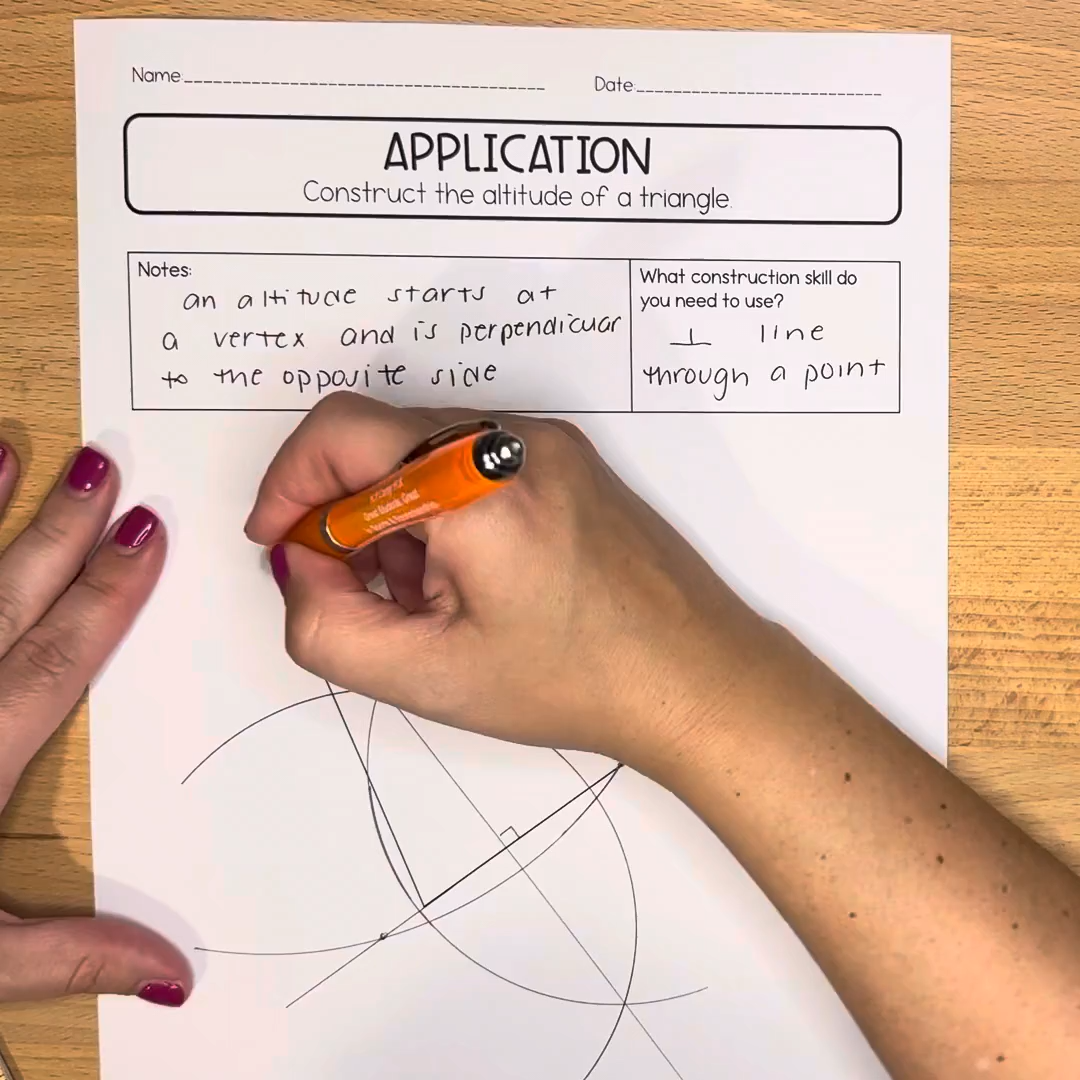 Name:
Date:
APPLICATION
Construct the altitude of a triangle.
Notes:
an altitude starts at
a vertex and is perpendicular
to the opposite side
What construction skill do
you need to use?
⊥ line
through a point